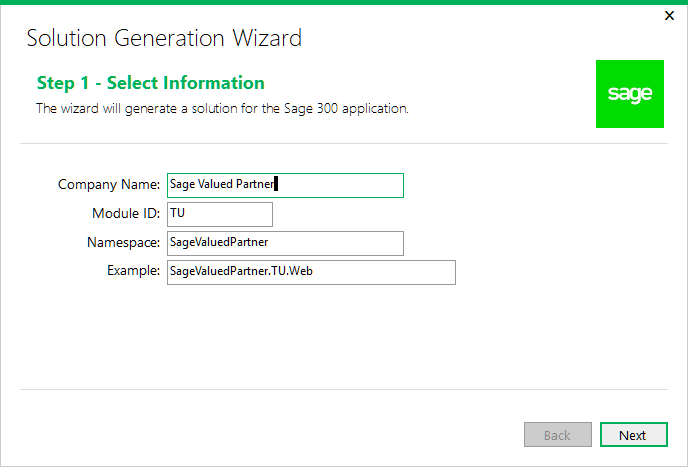 Solution Generation Wizard
Step 1 - Select Information
The wizard will generate a solution for the Sage 300 application.
sage
Company Name: Sage Valued Partner
Module ID: TU
Namespace: SageValuedPartner
Example: SageValuedPartner.TU.Web
Back Next